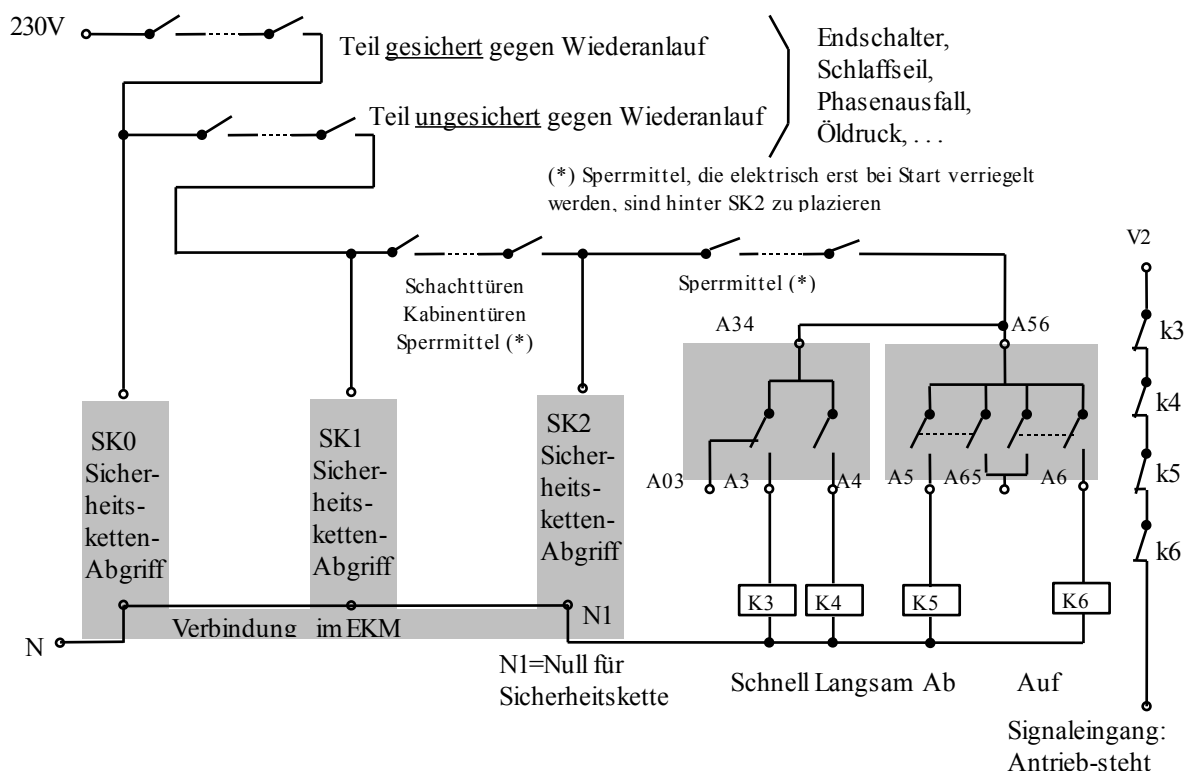 230V
Teil gesichert gegen Wiederanlauf
Endschalter,
Schlaffseil,
Phasenausfall,
Öldruck, . . .
Teil ungesichert gegen Wiederanlauf
(*) Sperrmittel, die elektrisch erst bei Start verriegelt
werden, sind hinter SK2 zu plazieren
V2
Schachttüren
Kabinentüren
Sperrmittel (*)
Sperrmittel (*)
A34
A56
k3
k4
k5
k6
SK0
Sicher-
heits-
ketten-
Abgriff
SK1
Sicher-
heits-
ketten-
Abgriff
SK2
Sicher-
heits-
ketten-
Abgriff
A03
A3
A4
A5
A65
A6
K3
K4
K5
K6
N1
N
Verbindung im EKM
N1=Null für
Sicherheitskette
Schnell Langsam Ab Auf
Signaleingang:
Antrieb-steht